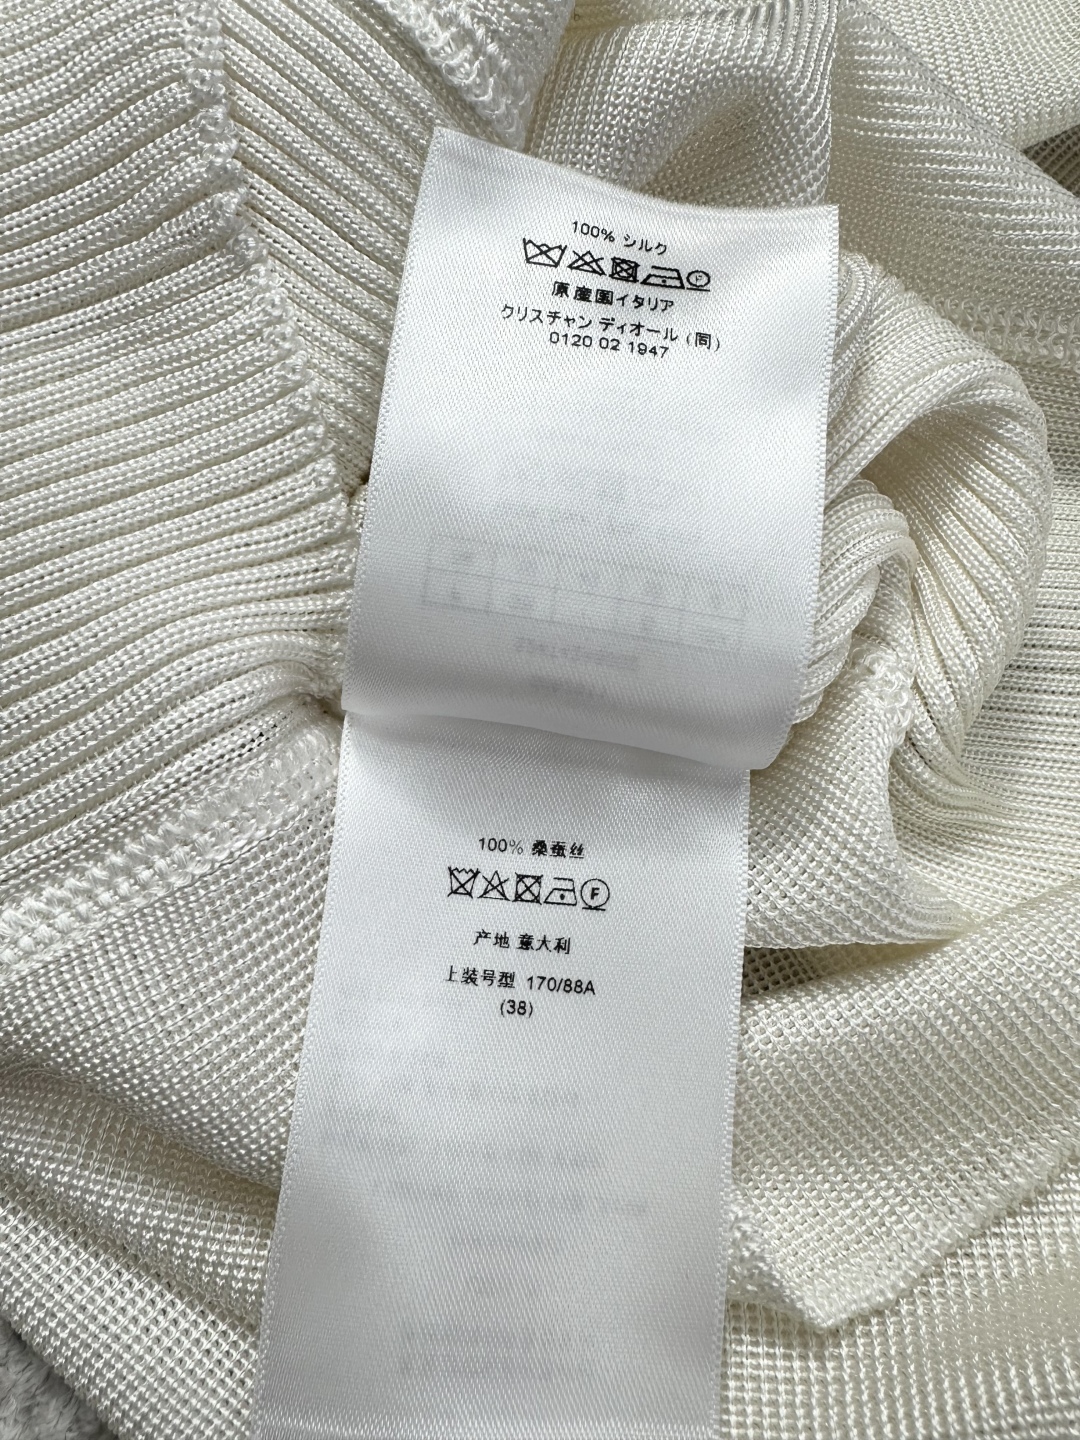 100% シルク
F
原産国イタリア
クリスチャン ディオール (同)
0120 02 1947
100% 桑蚕丝
F
产地 意大利
上装号型 170/88A
(38)